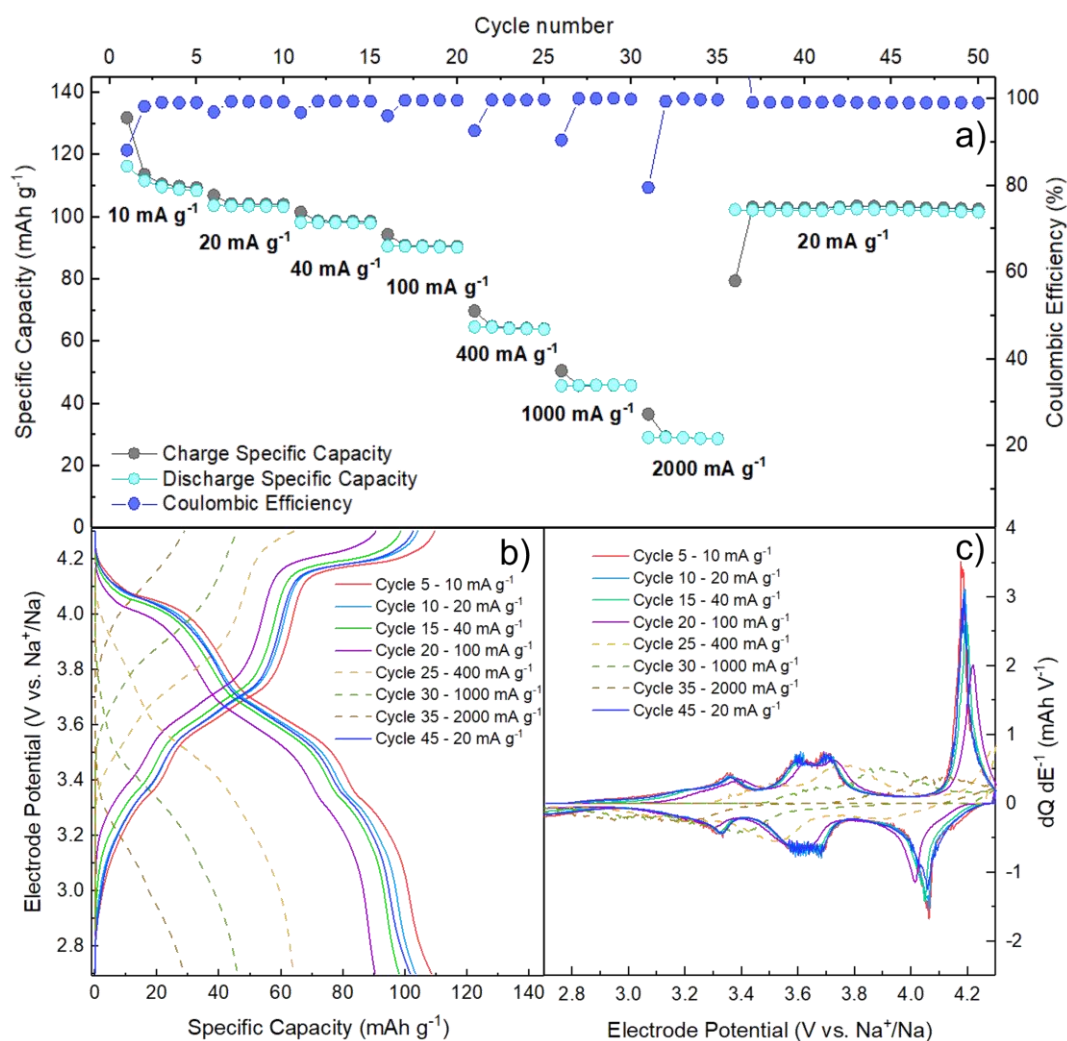 Cycle number
0 5 10 15 20 25 30 35 40 45 50
a)
Specific Capacity (mAh g⁻¹)
140
120
100
80
60
40
20
0
Coulombic Efficiency (%)
100
80
60
40
20
10 mA g⁻¹
20 mA g⁻¹
40 mA g⁻¹
100 mA g⁻¹
400 mA g⁻¹
1000 mA g⁻¹
2000 mA g⁻¹
20 mA g⁻¹
Charge Specific Capacity
Discharge Specific Capacity
Coulombic Efficiency
b)
Electrode Potential (V vs. Na⁺/Na)
4.2
4.0
3.8
3.6
3.4
3.2
3.0
2.8
Cycle 5 - 10 mA g⁻¹
Cycle 10 - 20 mA g⁻¹
Cycle 15 - 40 mA g⁻¹
Cycle 20 - 100 mA g⁻¹
Cycle 25 - 400 mA g⁻¹
Cycle 30 - 1000 mA g⁻¹
Cycle 35 - 2000 mA g⁻¹
Cycle 45 - 20 mA g⁻¹
0 20 40 60 80 100 120 140
Specific Capacity (mAh g⁻¹)
c)
Cycle 5 - 10 mA g⁻¹
Cycle 10 - 20 mA g⁻¹
Cycle 15 - 40 mA g⁻¹
Cycle 20 - 100 mA g⁻¹
Cycle 25 - 400 mA g⁻¹
Cycle 30 - 1000 mA g⁻¹
Cycle 35 - 2000 mA g⁻¹
Cycle 45 - 20 mA g⁻¹
4
3
2
1
0
-1
-2
dQ dE⁻¹ (mAh V⁻¹)
2.8 3.0 3.2 3.4 3.6 3.8 4.0 4.2
Electrode Potential (V vs. Na⁺/Na)